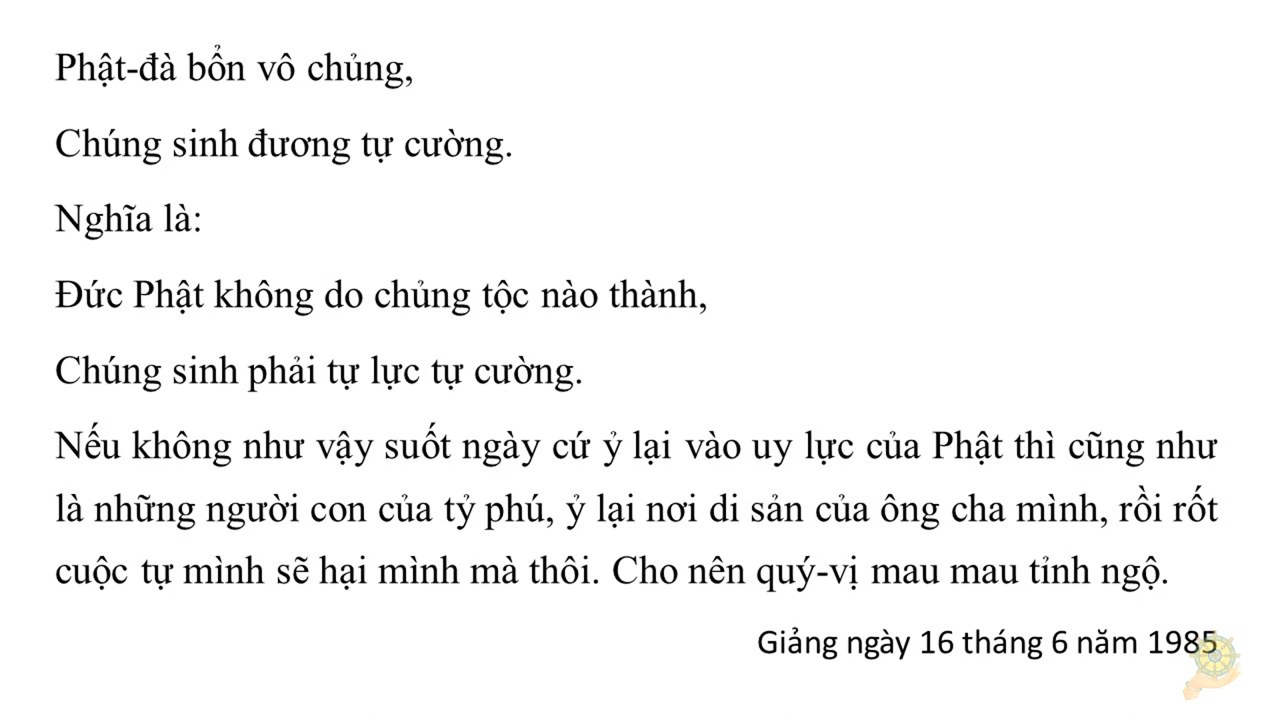 Phật-đà bổn vô chủng,
Chúng sinh đương tự cường.
Nghĩa là:
Đức Phật không do chủng tộc nào thành,
Chúng sinh phải tự lực tự cường.
Nếu không như vậy suốt ngày cứ ỷ lại vào uy lực của Phật thì cũng như
là những người con của tỷ phú, ỷ lại nơi di sản của ông cha mình, rồi rốt
cuộc tự mình sẽ hại mình mà thôi. Cho nên quý-vị mau mau tỉnh ngộ.
Giảng ngày 16 tháng 6 năm 1985